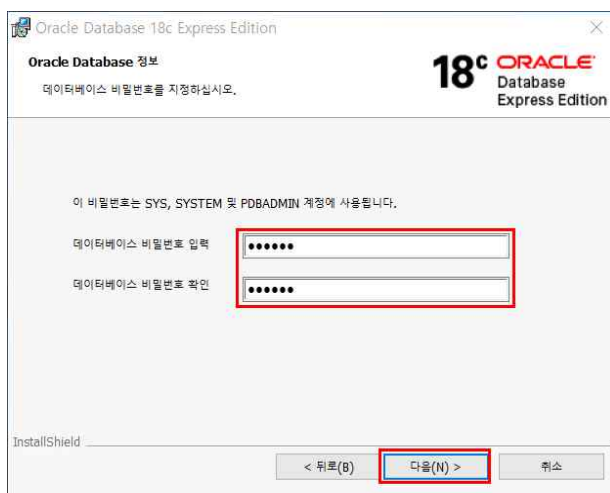 Oracle Database 18c Express Edition
Oracle Database 정보
데이터베이스 비밀번호를 지정하십시오.
18c ORACLE
Database
Express Edition
이 비밀번호는 SYS, SYSTEM 및 PDBADMIN 계정에 사용됩니다.
데이터베이스 비밀번호 입력 ●●●●●●
데이터베이스 비밀번호 확인 ●●●●●●
InstallShield
< 뒤로(B) 다음(N) > 취소